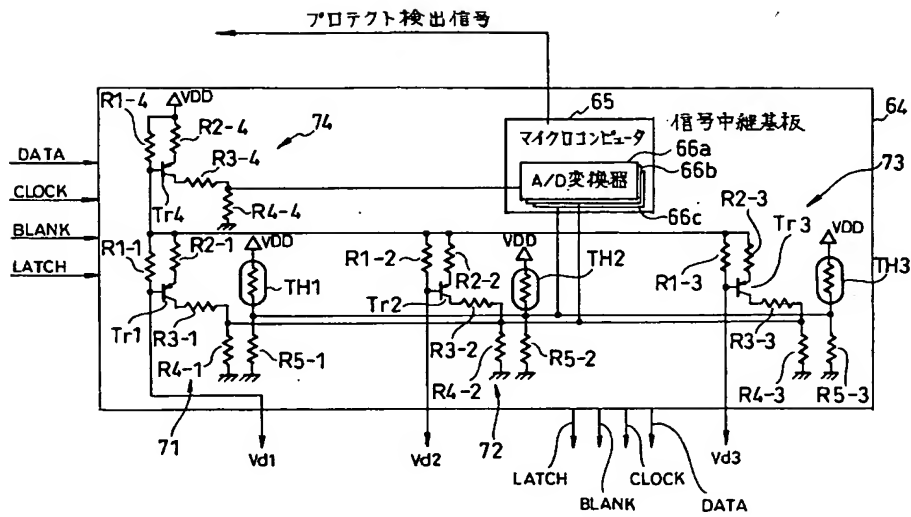 プロテクト検出信号
R1-4
VDD
R2-4
74
65
信号中継基板
64
マイクロコンピュータ
66a
73
DATA
R3-4
A/D変換器
66b
CLOCK
Tr4
R4-4
66c
R2-3
BLANK
R1-1
R2-1
VDD
R1-2
R2-2
VDD
TH2
R1-3
Tr3
VDD
LATCH
TH1
TH3
Tr1
R3-1
Tr2
R3-2
R3-3
R4-1
R5-1
R4-2
R5-2
R4-3
R5-3
71
72
Vd1
Vd2
LATCH
BLANK
CLOCK
DATA
Vd3